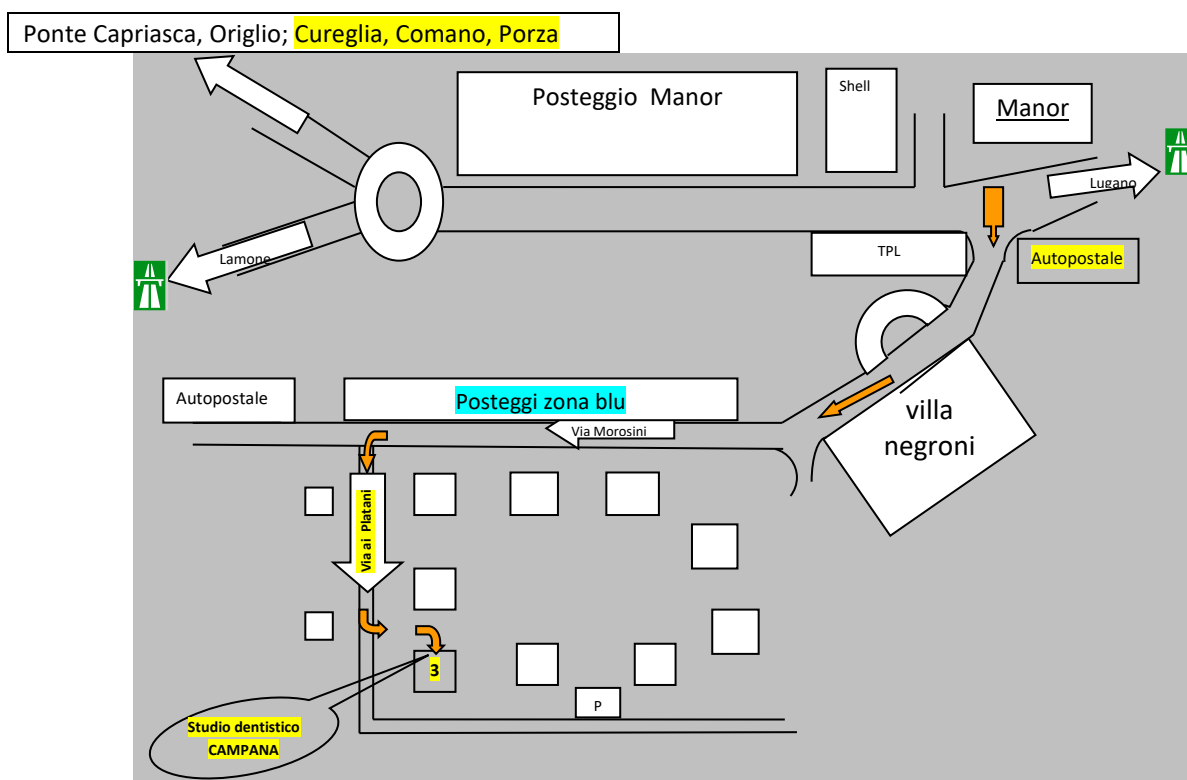 Ponte Capriasca, Origlio; Cureglia, Comano, Porza
Posteggio Manor
Shell
Manor
Lugano
Lamone
TPL
Autopostale
Autopostale
Posteggi zona blu
Via Morosini
villa
negroni
Via ai Platani
3
P
Studio dentistico
CAMPANA